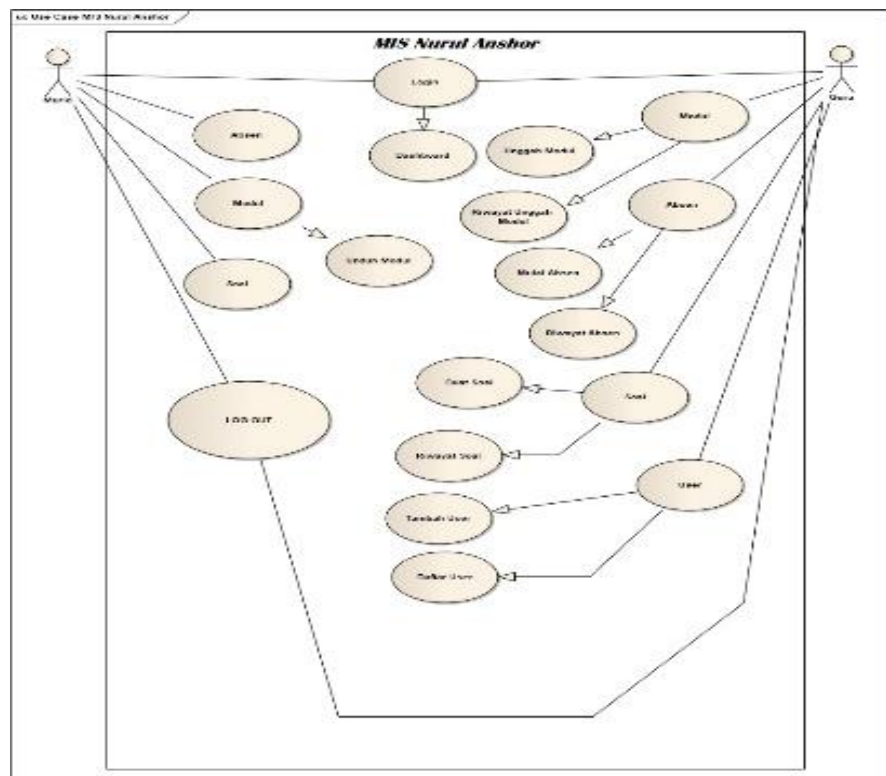 uc Use Case MIS Nurul Anshor
MIS Nurul Anshor
Murid
Guru
Login
Dashboard
Absen
Modul
Unduh Modul
Soal
LOG OUT
Modul
Unggah Modul
Riwayat Unggah
Modul
Absen
Mulai Absen
Riwayat Absen
Soal
Buat Soal
Riwayat Soal
User
Tambah User
Daftar User